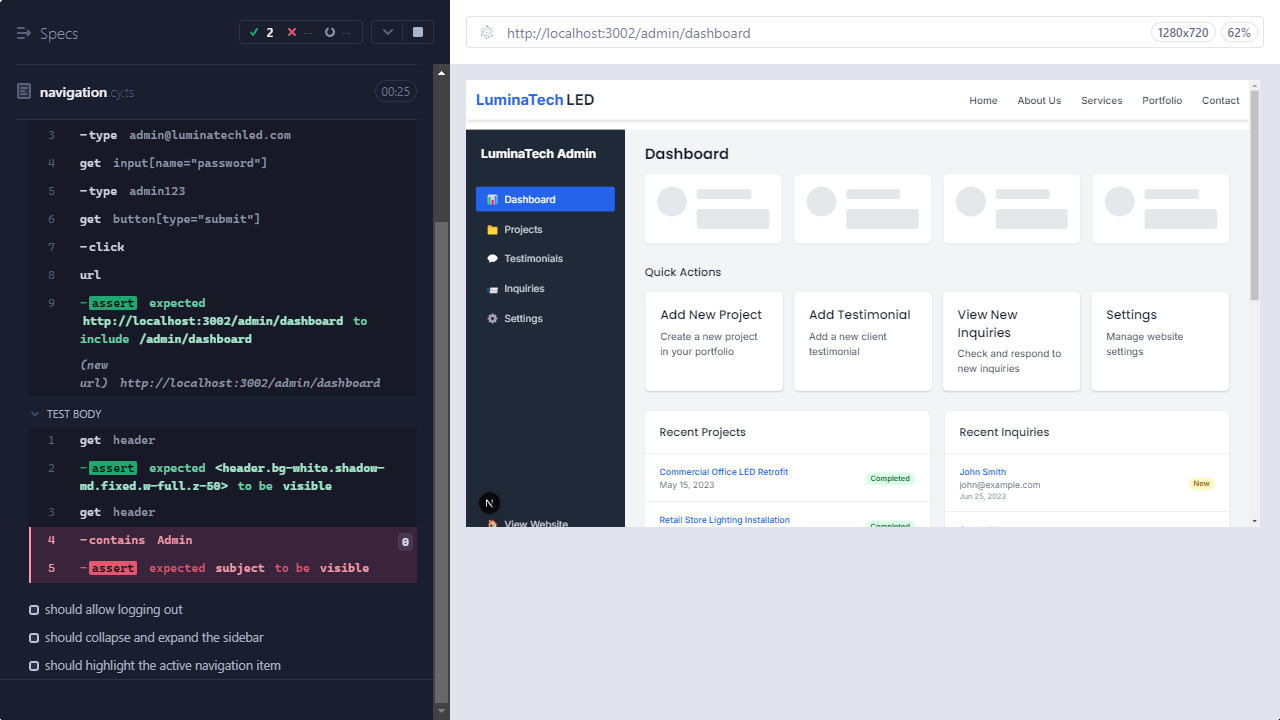 Specs
2
--
--
http://localhost:3002/admin/dashboard
1280x720
62%
navigation.cy.ts
00:25
3 -type admin@luminatechled.com
4 get input[name="password"]
5 -type admin123
6 get button[type="submit"]
7 -click
8 url
9 -assert expected
http://localhost:3002/admin/dashboard to
include /admin/dashboard
(new
url) http://localhost:3002/admin/dashboard
TEST BODY
1 get header
2 -assert expected <header.bg-white.shadow-
md.fixed.w-full.z-50> to be visible
3 get header
4 -contains Admin 0
5 -assert expected subject to be visible
should allow logging out
should collapse and expand the sidebar
should highlight the active navigation item
LuminaTech LED
Home
About Us
Services
Portfolio
Contact
LuminaTech Admin
Dashboard
Projects
Testimonials
Inquiries
Settings
N
View Website
Dashboard
Quick Actions
Add New Project
Create a new project
in your portfolio
Add Testimonial
Add a new client
testimonial
View New
Inquiries
Check and respond to
new inquiries
Settings
Manage website
settings
Recent Projects
Commercial Office LED Retrofit
May 15, 2023
Completed
Retail Store Lighting Installation
Completed
Recent Inquiries
John Smith
john@example.com
Jun 25, 2023
New